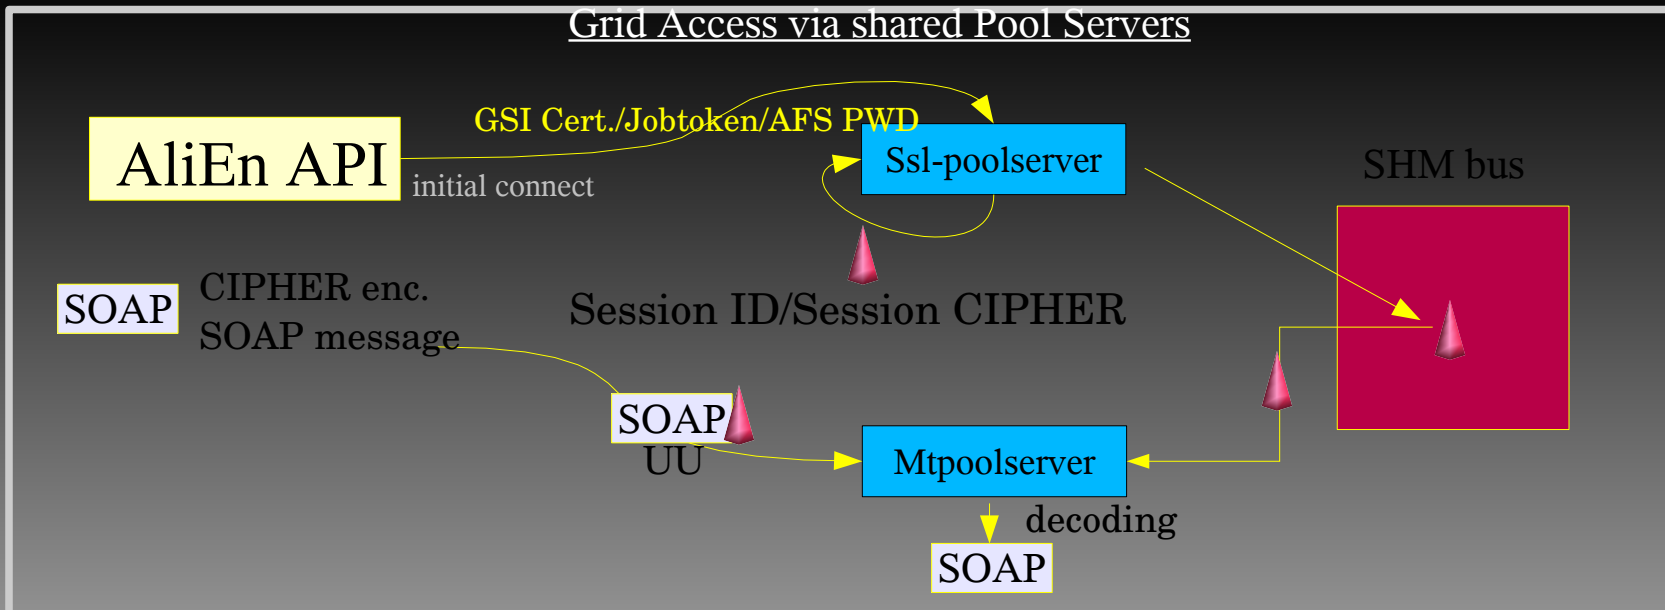 Grid Access via shared Pool Servers
GSI Cert./Jobtoken/AFS PWD
AliEn API
initial connect
Ssl-poolserver
SHM bus
SOAP
CIPHER enc.
SOAP message
Session ID/Session CIPHER
SOAP
UU
Mtpoolserver
decoding
SOAP